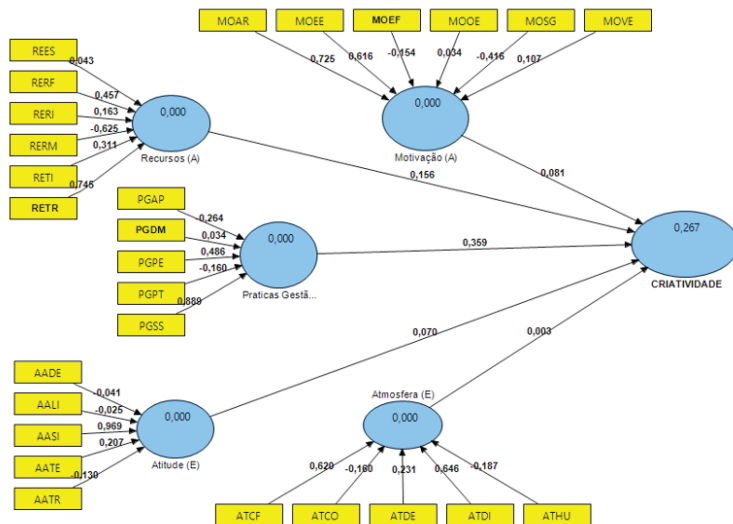 MOAR MOEE MOEF MOOE MOSG MOVE
0,725 0,616 -0,154 0,034 -0,416 0,107
0,000
Motivação (A)
REES
RERF
RERI
RERM
RETI
RETR
0,043
0,457
0,163
-0,625
0,311
0,745
0,000
Recursos (A)
0,156
0,081
PGAP
PGDM
PGPE
PGPT
PGSS
-0,264
0,034
0,486
-0,160
0,889
0,000
Praticas Gestã...
0,359
0,267
CRIATIVIDADE
0,070
0,003
AADE
AALI
AASI
AATE
AATR
-0,041
-0,025
0,969
0,207
-0,130
0,000
Atitude (E)
Atmosfera (E)
0,000
0,620 -0,160 0,231 0,646 -0,187
ATCF ATCO ATDE ATDI ATHU